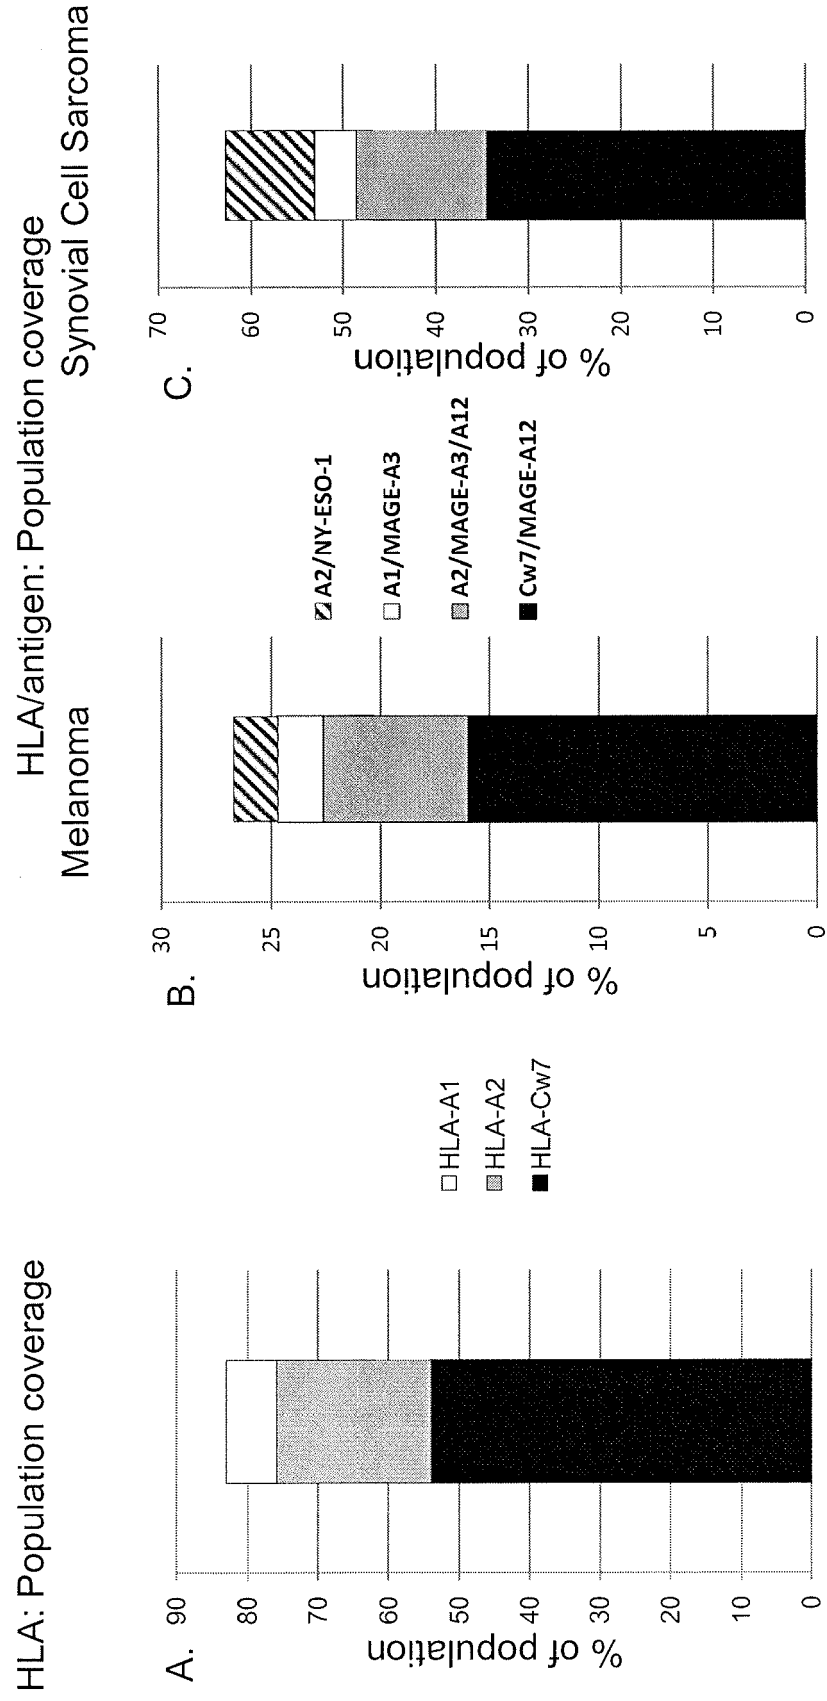 HLA: Population coverage
A.
% of population
90
80
70
60
50
40
30
20
10
0
HLA-A1
HLA-A2
HLA-Cw7
HLA/antigen: Population coverage
Melanoma
B.
% of population
30
25
20
15
10
5
0
A2/NY-ESO-1
A1/MAGE-A3
A2/MAGE-A3/A12
Cw7/MAGE-A12
Synovial Cell Sarcoma
C.
% of population
70
60
50
40
30
20
10
0